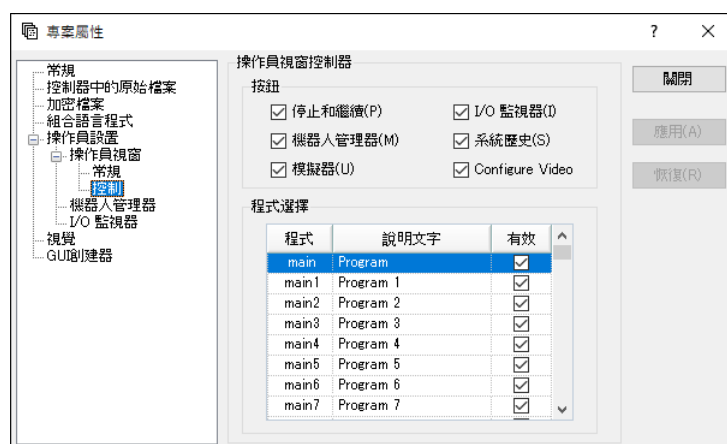 專案屬性
?
常規
控制器中的原始檔案
加密檔案
組合語言程式
操作員設置
操作員視窗
常規
控制
機器人管理器
I/O 監視器
視覺
GUI創建器
操作員視窗控制器
按鈕
停止和繼續(P)
I/O 監視器(I)
機器人管理器(M)
系統歷史(S)
模擬器(U)
Configure Video
程式選擇
程式 說明文字 有效
main Program
main1 Program 1
main2 Program 2
main3 Program 3
main4 Program 4
main5 Program 5
main6 Program 6
main7 Program 7
關閉
應用(A)
恢復(R)